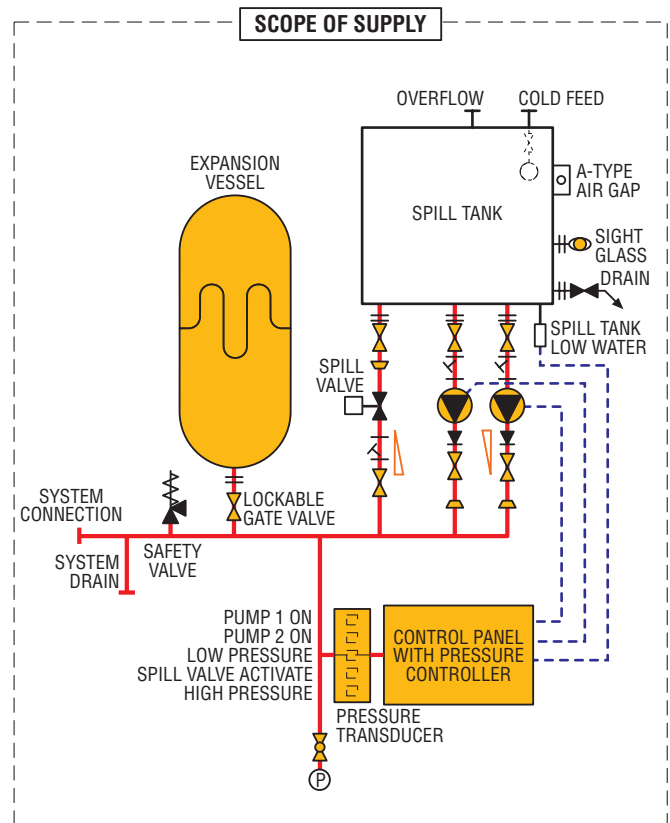 SCOPE OF SUPPLY
OVERFLOW
COLD FEED
EXPANSION
VESSEL
A-TYPE
AIR GAP
SPILL TANK
SIGHT
GLASS
DRAIN
SPILL TANK
LOW WATER
SPILL
VALVE
LOCKABLE
GATE VALVE
SYSTEM
CONNECTION
SAFETY
VALVE
SYSTEM
DRAIN
PUMP 1 ON
PUMP 2 ON
LOW PRESSURE
SPILL VALVE ACTIVATE
HIGH PRESSURE
CONTROL PANEL
WITH PRESSURE
CONTROLLER
PRESSURE
TRANSDUCER
P